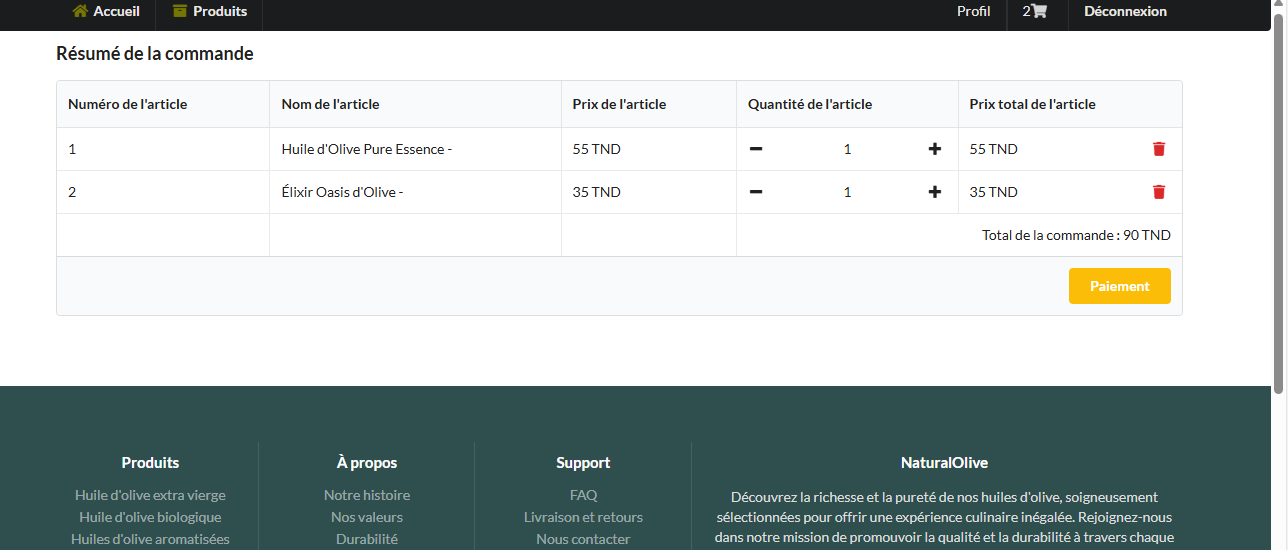 Accueil Produits Profil 2 Déconnexion
Résumé de la commande
Numéro de l'article Nom de l'article Prix de l'article Quantité de l'article Prix total de l'article
1 Huile d'Olive Pure Essence - 55 TND 1 55 TND
2 Élixir Oasis d'Olive - 35 TND 1 35 TND
Total de la commande : 90 TND
Paiement
Produits À propos Support NaturalOlive
Huile d'olive extra vierge Notre histoire FAQ Découvrez la richesse et la pureté de nos huiles d'olive, soigneusement
Huile d'olive biologique Nos valeurs Livraison et retours sélectionnées pour offrir une expérience culinaire inégalée. Rejoignez-nous
Huiles d'olive aromatisées Durabilité Nous contacter dans notre mission de promouvoir la qualité et la durabilité à travers chaque